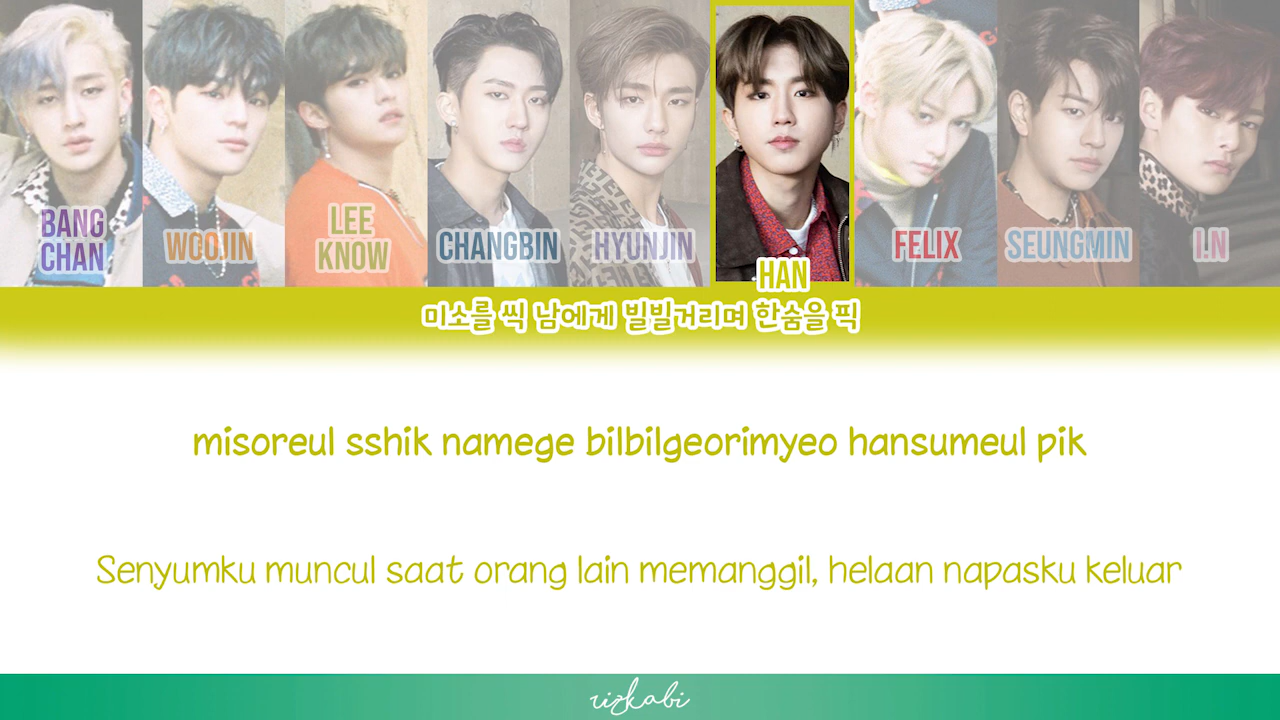 BANG
CHAN
WOOJIN
LEE
KNOW
CHANGBIN
HYUNJIN
HAN
FELIX
SEUNGMIN
I.N
미소를 씩 남에게 빌빌거리며 한숨을 픽
misoreul sshik namege bilbilgeorimyeo hansumeul pik
Senyumku muncul saat orang lain memanggil, helaan napasku keluar
rizkabi